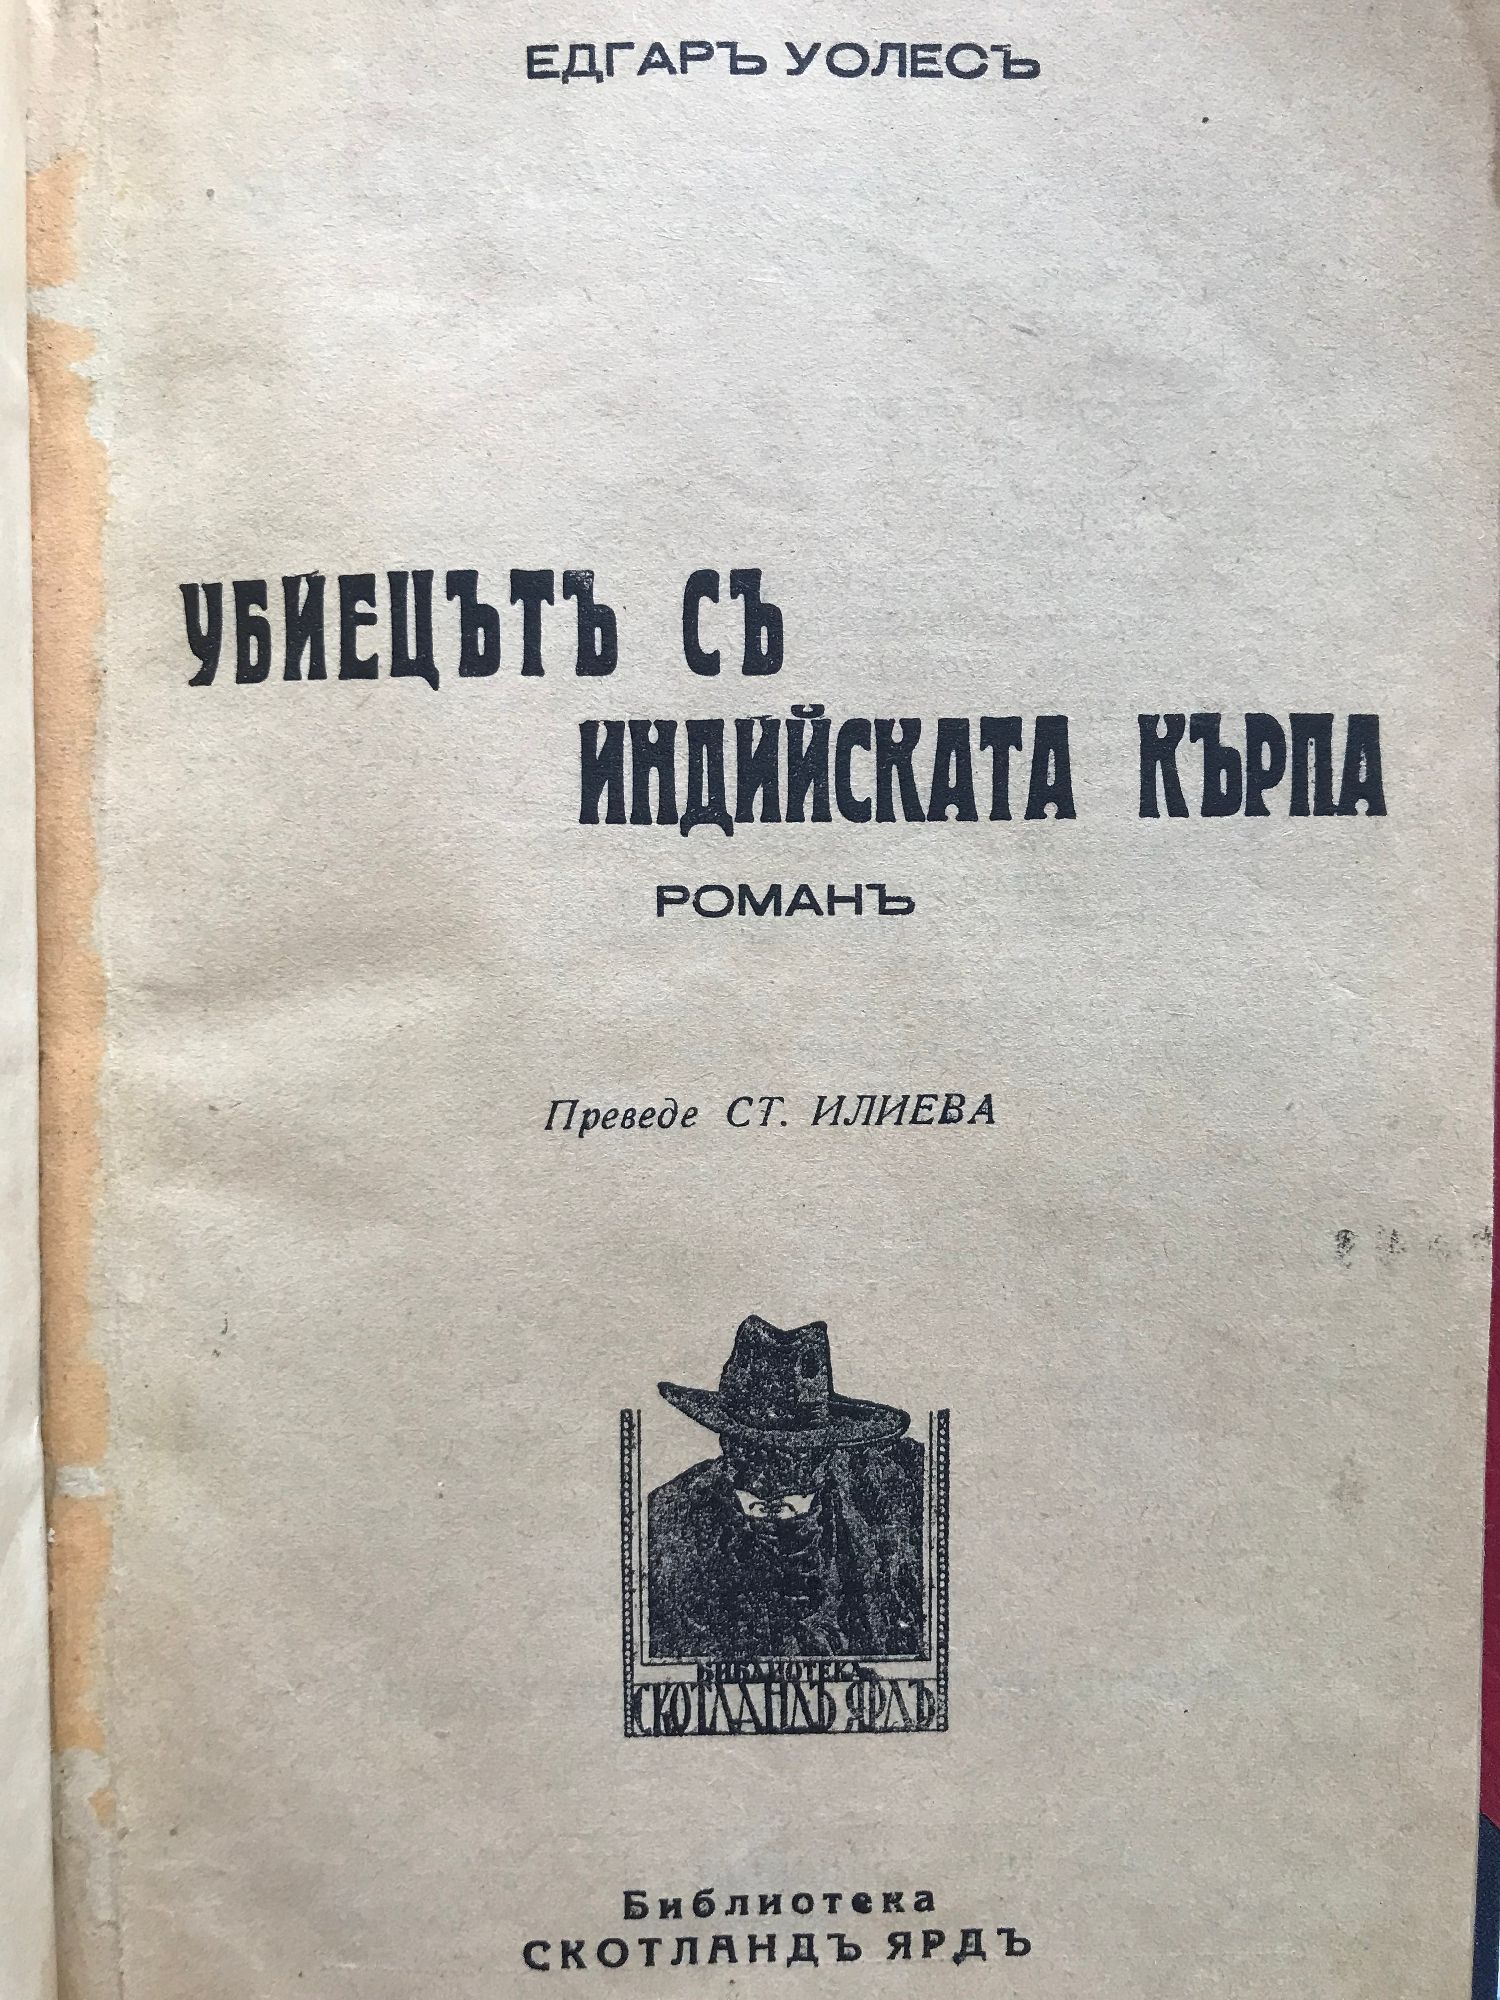 ЕДГАРЪ УОЛЕСЪ
УБИЕЦЪТЪ СЪ
ИНДИЙСКАТА КЪРПА
РОМАНЪ
Преведе СТ. ИЛИЕВА
БИБЛИОТЕКА
СКОТЛАНДЪ ЯРДЪ
Библиотека
СКОТЛАНДЪ ЯРДЪ